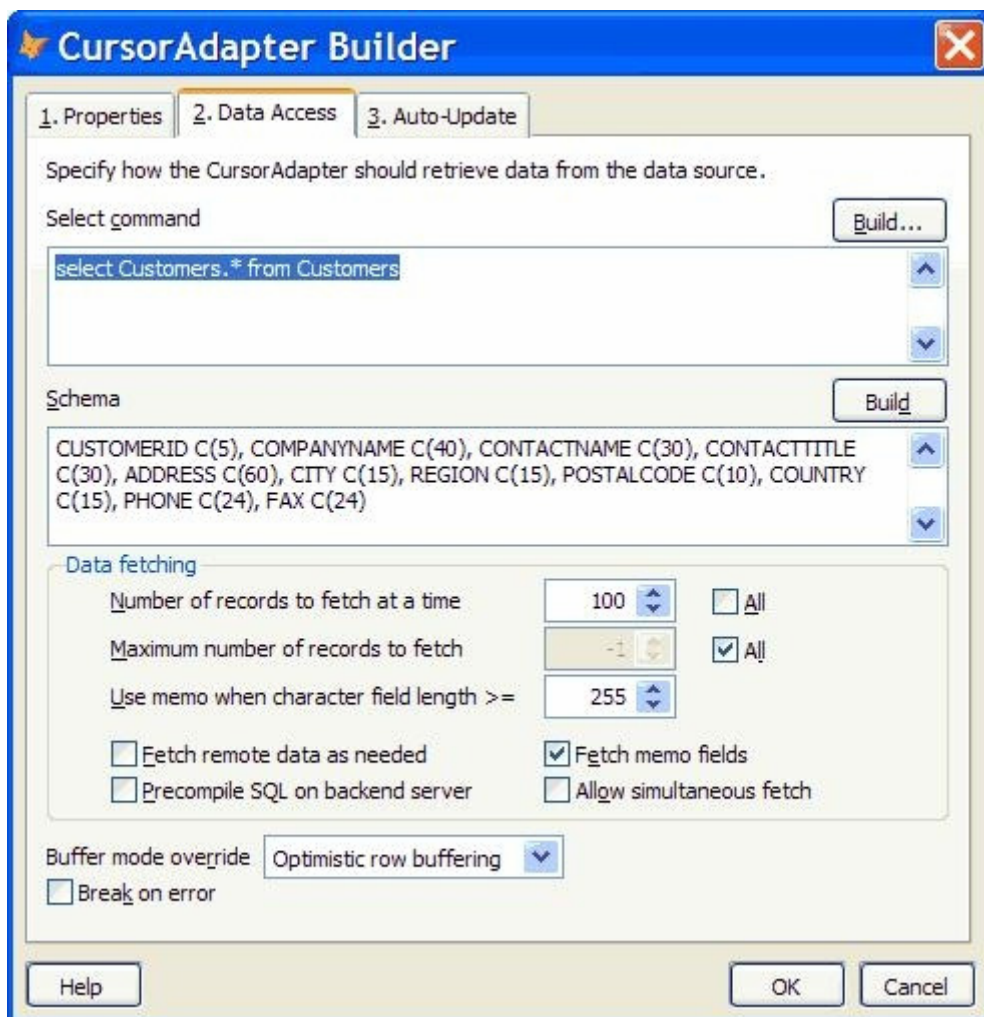 CursorAdapter Builder
1. Properties
2. Data Access
3. Auto-Update
Specify how the CursorAdapter should retrieve data from the data source.
Select command
Build...
select Customers.* from Customers
Schema
Build
CUSTOMERID C(5), COMPANYNAME C(40), CONTACTNAME C(30), CONTACTTITLE
C(30), ADDRESS C(60), CITY C(15), REGION C(15), POSTALCODE C(10), COUNTRY
C(15), PHONE C(24), FAX C(24)
Data fetching
Number of records to fetch at a time
100
All
Maximum number of records to fetch
-1
All
Use memo when character field length >=
255
Fetch remote data as needed
Fetch memo fields
Precompile SQL on backend server
Allow simultaneous fetch
Buffer mode override
Optimistic row buffering
Break on error
Help
OK
Cancel